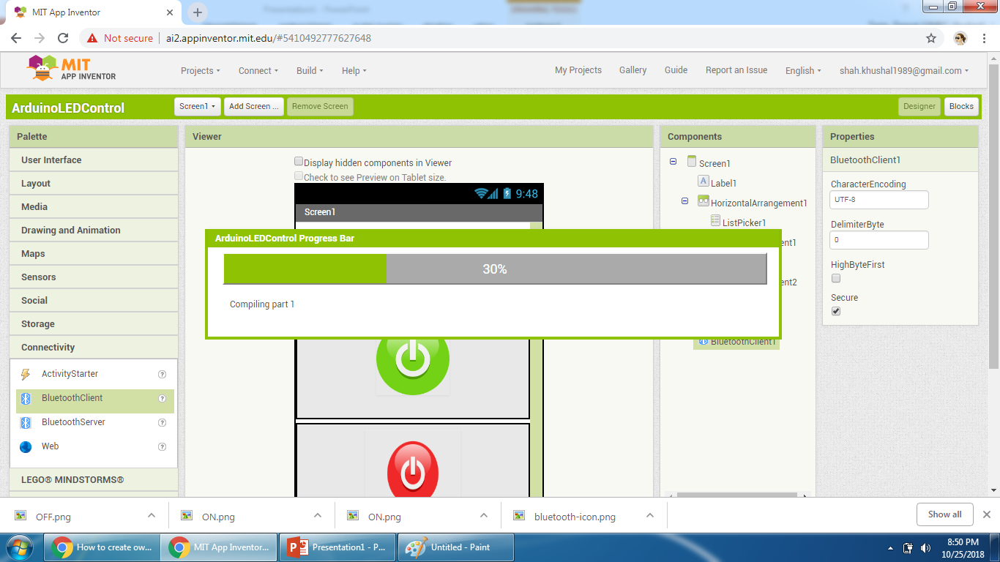 MIT App Inventor
Not secure
ai2.appinventor.mit.edu/#5410492777627648
MIT
APP INVENTOR
Projects
Connect
Build
Help
My Projects
Gallery
Guide
Report an Issue
English
shah.khushal1989@gmail.com
ArduinoLEDControl
Screen1
Add Screen ...
Remove Screen
Designer
Blocks
Palette
User Interface
Layout
Media
Drawing and Animation
Maps
Sensors
Social
Storage
Connectivity
ActivityStarter
BluetoothClient
BluetoothServer
Web
LEGO® MINDSTORMS®
Viewer
Display hidden components in Viewer
Check to see Preview on Tablet size.
9:48
Screen1
ArduinoLEDControl Progress Bar
30%
Compiling part 1
Components
Screen1
A
Label1
HorizontalArrangement1
ListPicker1
ent1
ent2
BluetoothClient1
Properties
BluetoothClient1
CharacterEncoding
UTF-8
DelimiterByte
0
HighByteFirst
Secure
OFF.png
ON.png
ON.png
bluetooth-icon.png
Show all
How to create ow...
MIT App Inventor...
Presentation1 - P...
Untitled - Paint
8:50 PM
10/25/2018